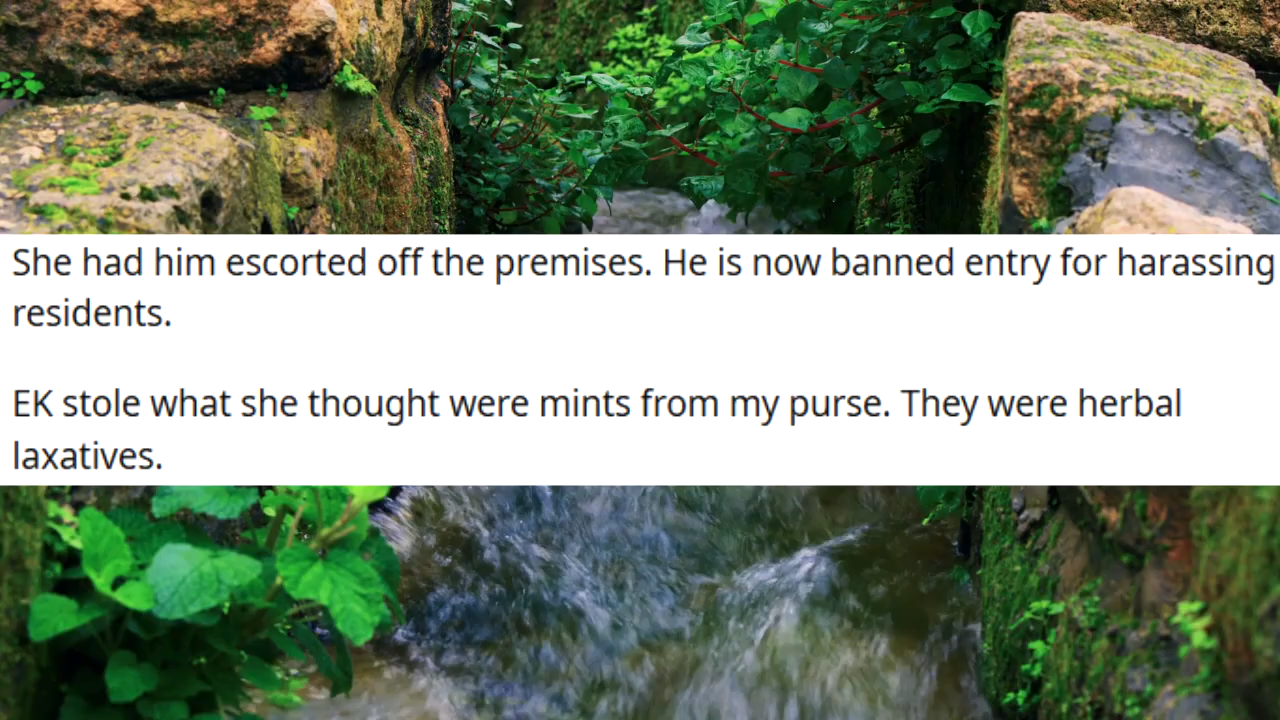 She had him escorted off the premises. He is now banned entry for harassing
residents.
EK stole what she thought were mints from my purse. They were herbal
laxatives.